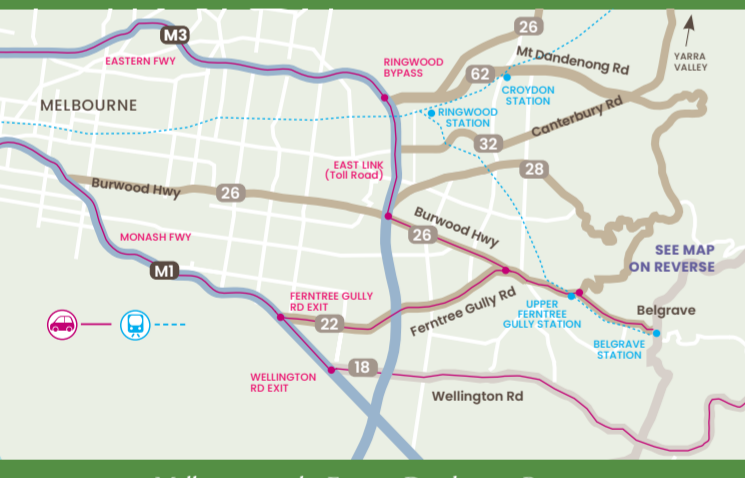 26
M3
Mt Dandenong Rd
EASTERN FWY
RINGWOOD
BYPASS
62
YARRA
VALLEY
CROYDON
STATION
MELBOURNE
RINGWOOD
STATION
Canterbury Rd
32
EAST LINK
(Toll Road)
28
Burwood Hwy
26
Burwood Hwy
26
MONASH FWY
SEE MAP
ON REVERSE
M1
FERNTREE GULLY
RD EXIT
22
Ferntree Gully Rd
UPPER
FERNTREE
GULLY STATION
Belgrave
BELGRAVE
STATION
WELLINGTON
RD EXIT
18
Wellington Rd